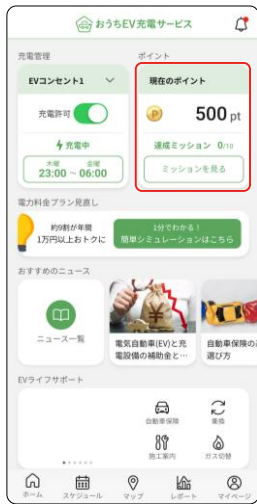 おうちEV充電サービス
充電管理
ポイント
EVコンセント1
現在のポイント
充電許可
P
500 pt
充電中
達成ミッション 0/10
木曜 金曜
23:00 ~ 06:00
ミッションを見る
電力料金プラン見直し
約9割が年間
1万円以上おトクに
1分でわかる！
簡単シミュレーションはこちら
おすすめのニュース
ニュース一覧
電気自動車(EV)と充
電設備の補助金と…
自動車保険の
選び方
EVライフサポート
自動車保険
乗換
施工案内
ガス切替
ホーム
スケジュール
マップ
レポート
マイページ